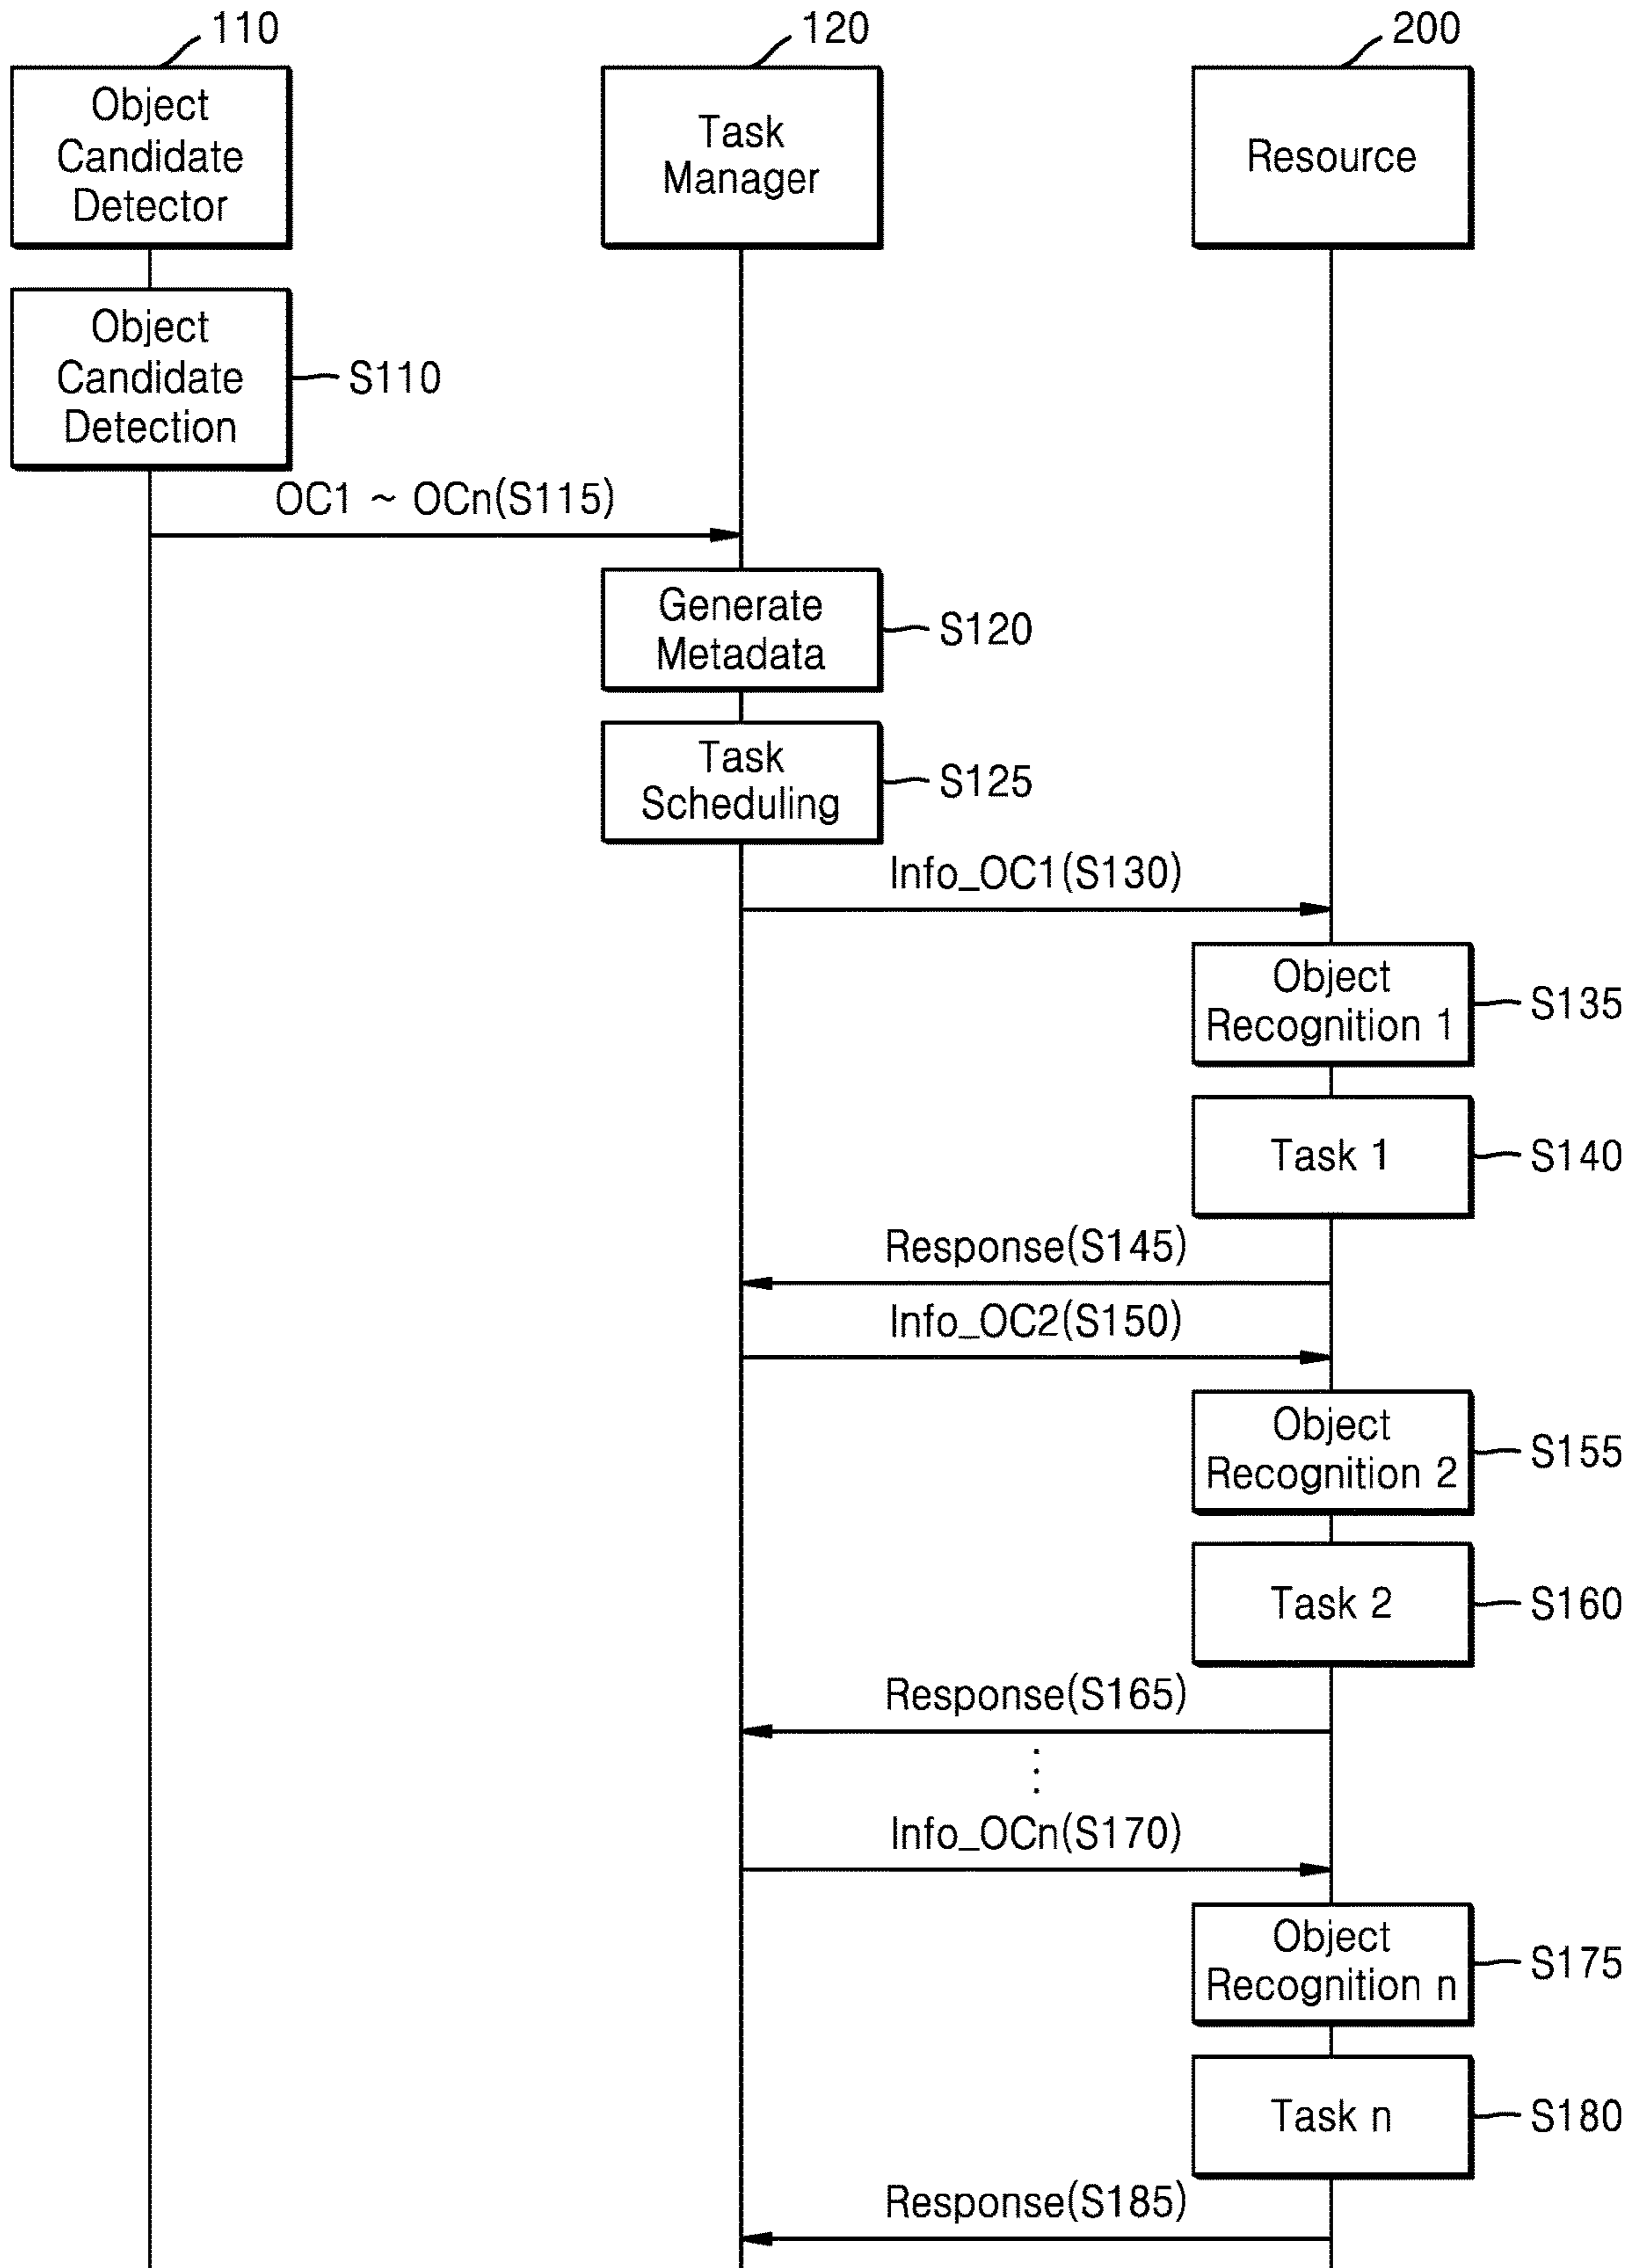 110
120
200
Object
Candidate
Detector
Task
Manager
Resource
Object
Candidate
Detection
S110
OC1 ~ OCn(S115)
Generate
Metadata
S120
Task
Scheduling
S125
Info_OC1(S130)
Object
Recognition 1
S135
Task 1
S140
Response(S145)
Info_OC2(S150)
Object
Recognition 2
S155
Task 2
S160
Response(S165)
Info_OCn(S170)
Object
Recognition n
S175
Task n
S180
Response(S185)